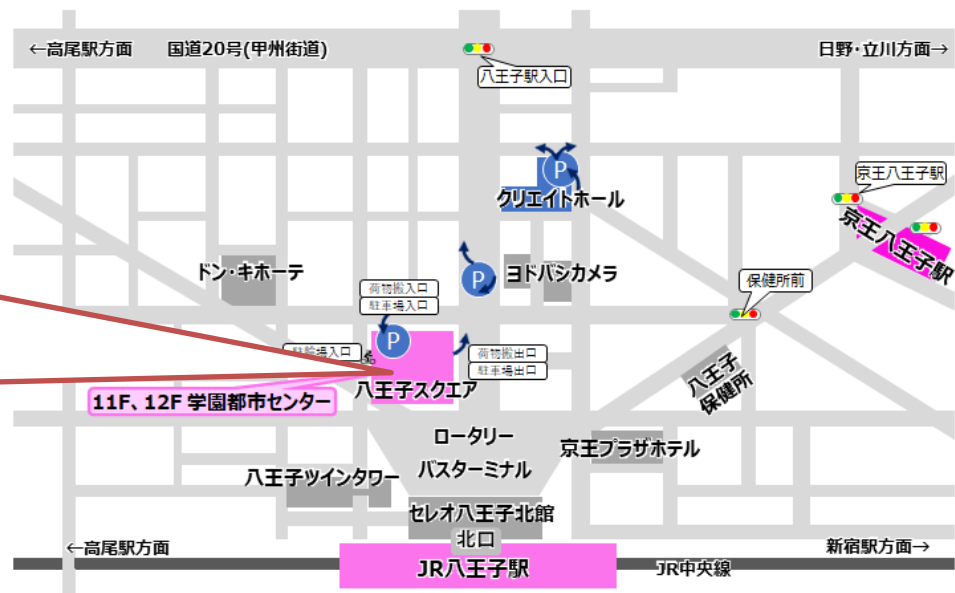 ←高尾駅方面
国道20号(甲州街道)
日野・立川方面→
八王子駅入口
京王八王子駅
P
クリエイトホール
京王八王子駅
ドン・キホーテ
P
ヨドバシカメラ
保健所前
荷物搬入口
駐車場入口
P
駐輪場入口
荷物搬出口
駐車場出口
八王子スクエア
八王子
保健所
11F、12F 学園都市センター
ロータリー
バスターミナル
京王プラザホテル
八王子ツインタワー
セレオ八王子北館
北口
←高尾駅方面
新宿駅方面→
JR八王子駅
JR中央線